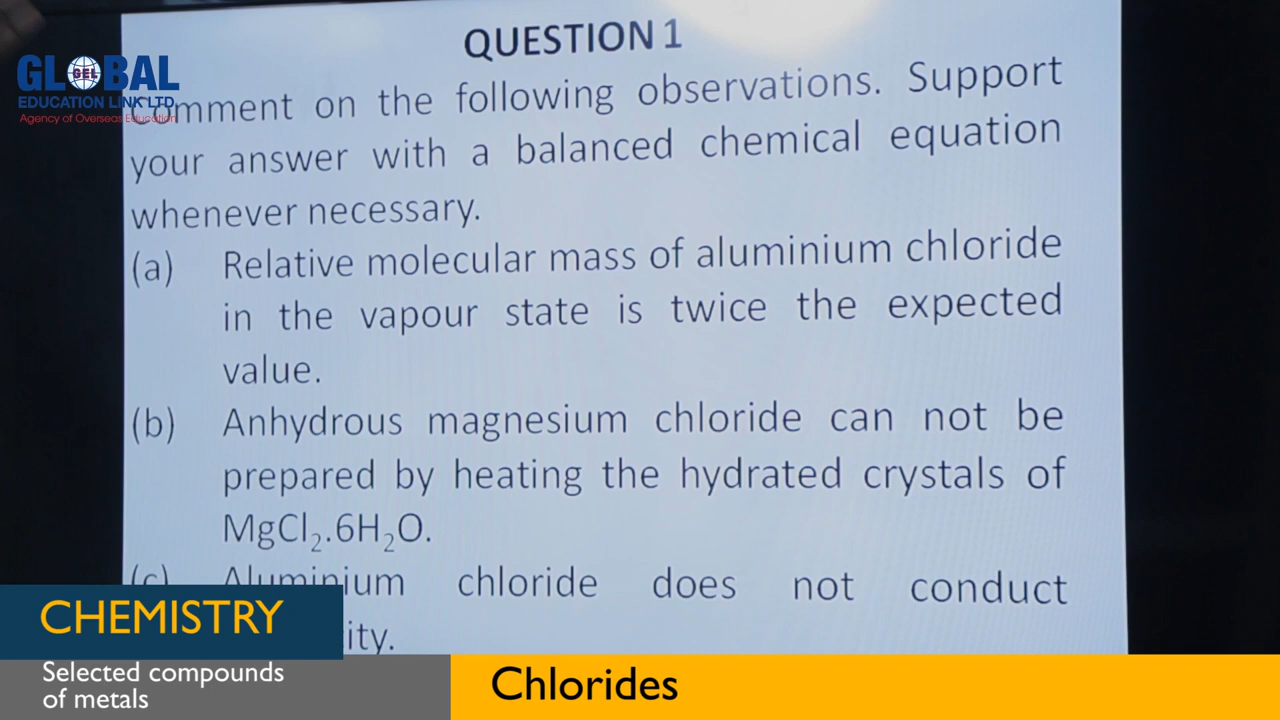 QUESTION 1
GLOBAL
GEL
EDUCATION LINK LTD
Agency of Overseas Education
Comment on the following observations. Support
your answer with a balanced chemical equation
whenever necessary.
(a) Relative molecular mass of aluminium chloride
in the vapour state is twice the expected
value.
(b) Anhydrous magnesium chloride can not be
prepared by heating the hydrated crystals of
MgCl₂.6H₂O.
(c) Aluminium chloride does not conduct
ity.
CHEMISTRY
Selected compounds
of metals
Chlorides